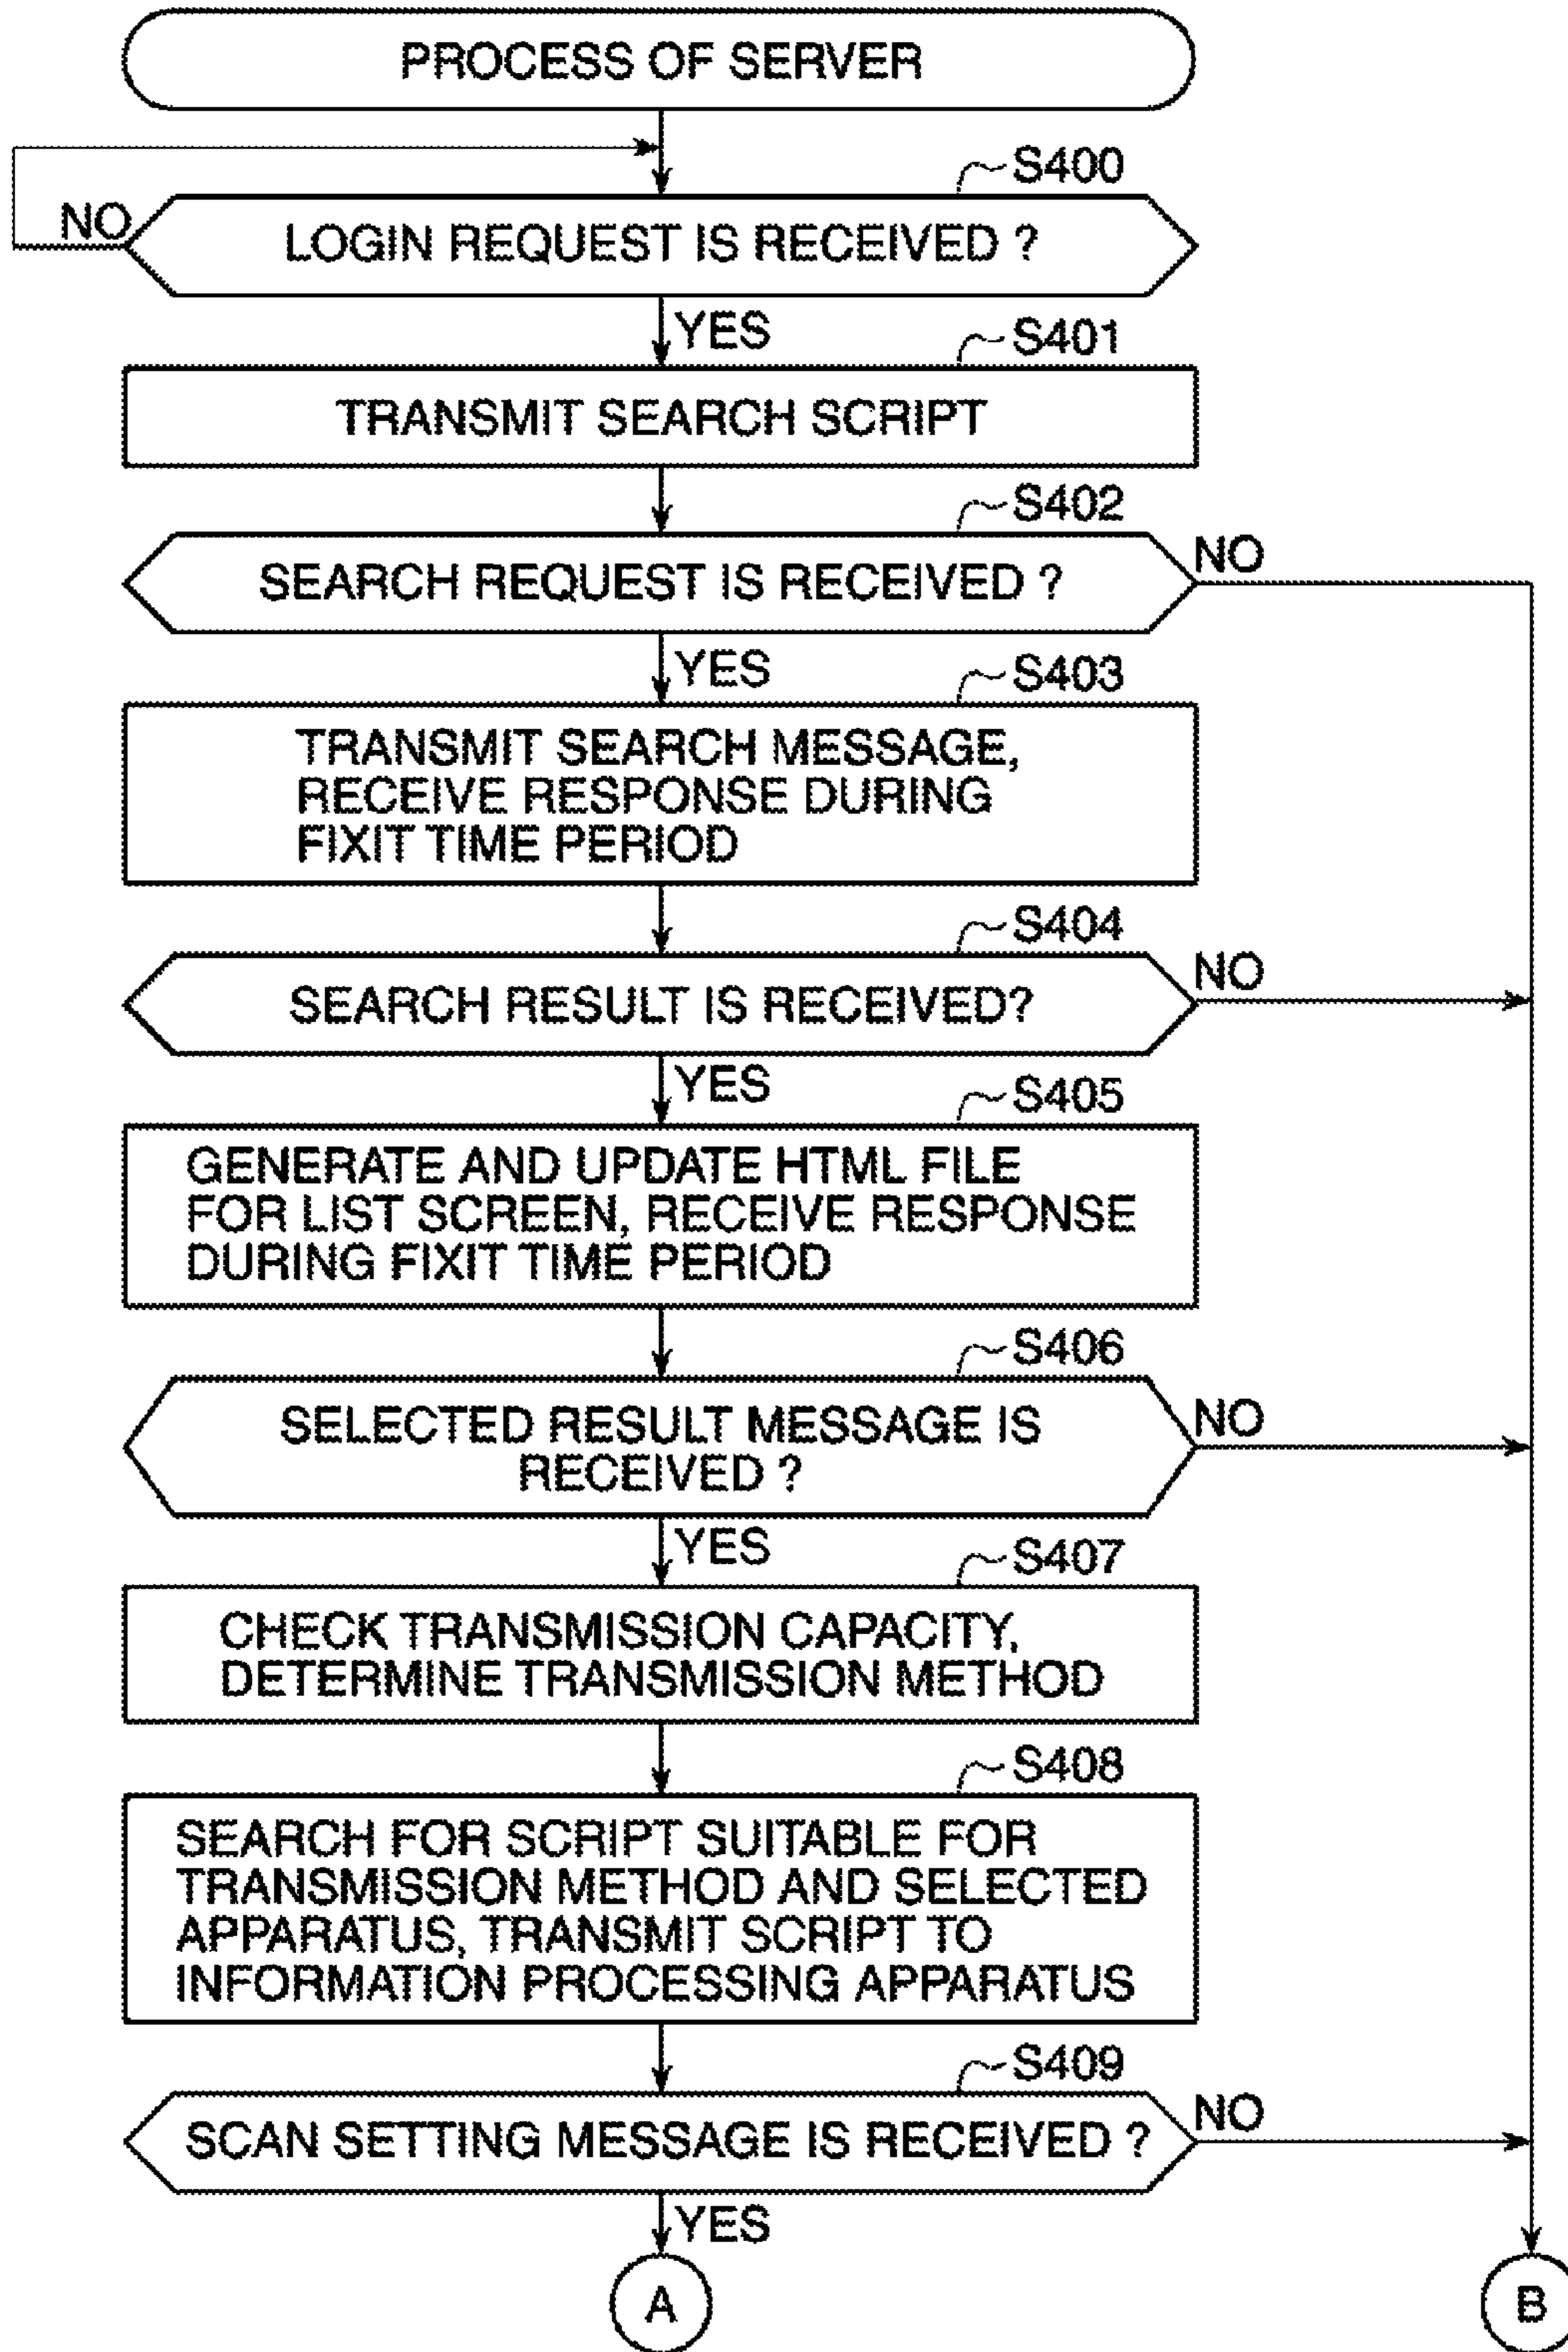 PROCESS OF SERVER
S400
NO
LOGIN REQUEST IS RECEIVED ?
YES
S401
TRANSMIT SEARCH SCRIPT
S402
NO
SEARCH REQUEST IS RECEIVED ?
YES
S403
TRANSMIT SEARCH MESSAGE,
RECEIVE RESPONSE DURING
FIXIT TIME PERIOD
S404
NO
SEARCH RESULT IS RECEIVED?
YES
S405
GENERATE AND UPDATE HTML FILE
FOR LIST SCREEN, RECEIVE RESPONSE
DURING FIXIT TIME PERIOD
S406
NO
SELECTED RESULT MESSAGE IS
RECEIVED ?
YES
S407
CHECK TRANSMISSION CAPACITY,
DETERMINE TRANSMISSION METHOD
S408
SEARCH FOR SCRIPT SUITABLE FOR
TRANSMISSION METHOD AND SELECTED
APPARATUS, TRANSMIT SCRIPT TO
INFORMATION PROCESSING APPARATUS
S409
NO
SCAN SETTING MESSAGE IS RECEIVED ?
YES
A
B